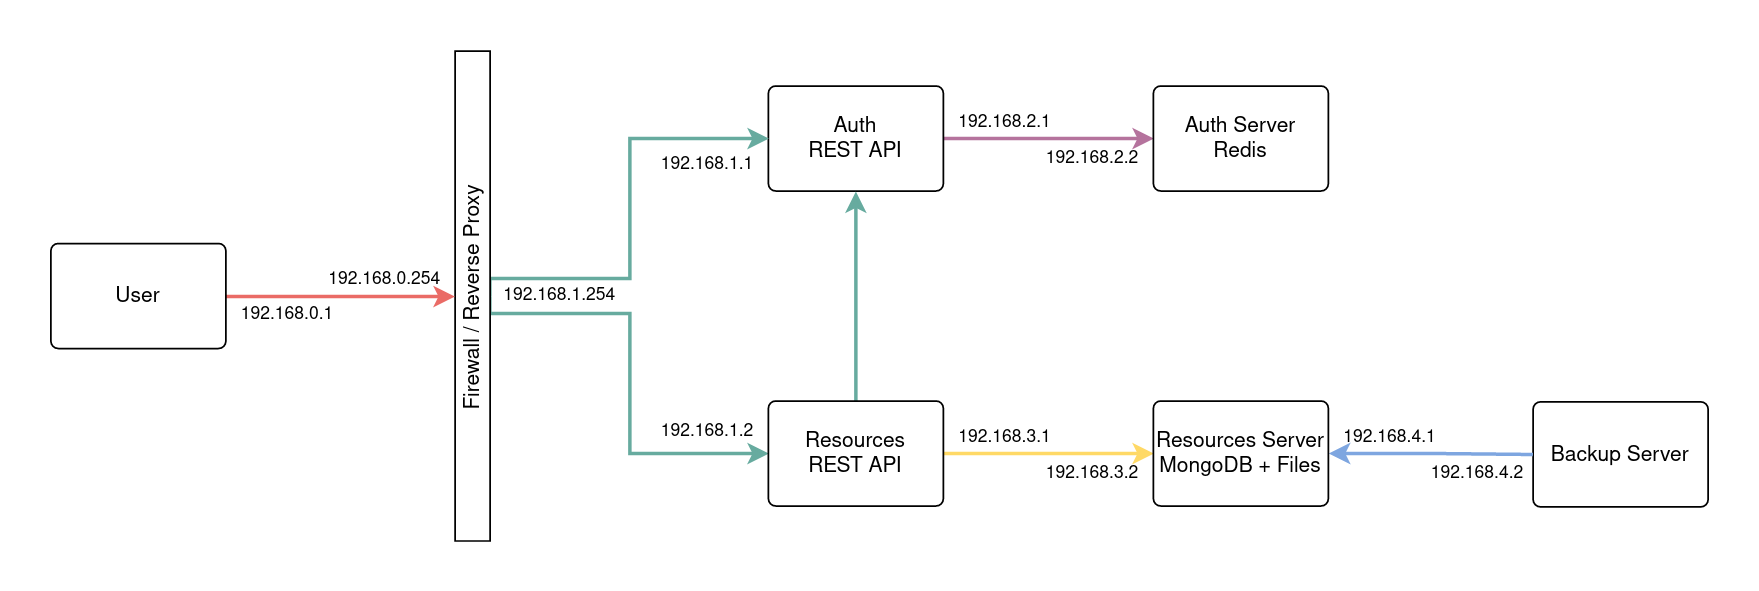 User
192.168.0.254
192.168.0.1
Firewall / Reverse Proxy
192.168.1.254
192.168.1.1
Auth
REST API
192.168.2.1
192.168.2.2
Auth Server
Redis
192.168.1.2
Resources
REST API
192.168.3.1
192.168.3.2
Resources Server
MongoDB + Files
192.168.4.1
192.168.4.2
Backup Server